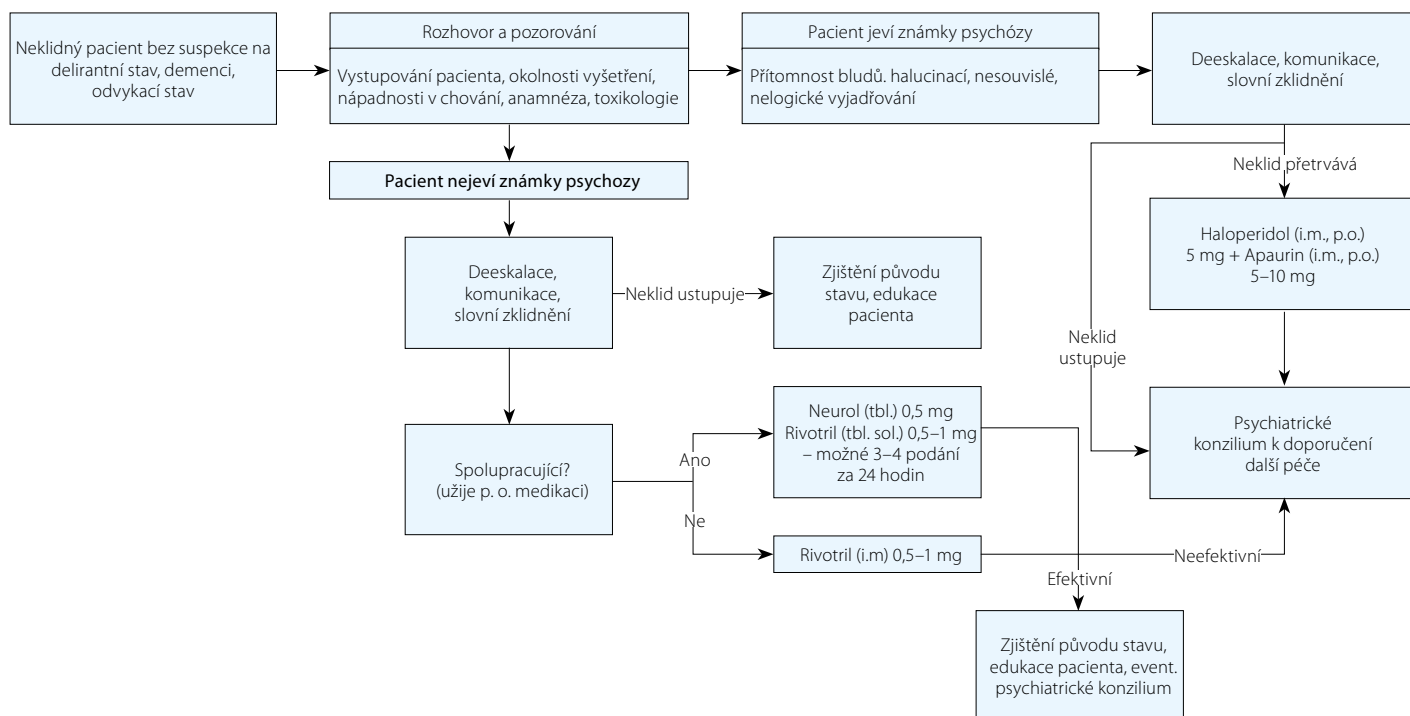 Neklidný pacient bez suspekce na
delirantní stav, demenci,
odvykací stav
Rozhovor a pozorování
Vystupování pacienta, okolnosti vyšetření,
nápadnosti v chování, anamnéza, toxikologie
Pacient jeví známky psychózy
Přítomnost bludů. halucinací, nesouvislé,
nelogické vyjadřování
Deeskalace, komunikace,
slovní zklidnění
Neklid přetrvává
Pacient nejeví známky psychozy
Haloperidol (i.m., p.o.)
5 mg + Apaurin (i.m., p.o.)
5–10 mg
Deeskalace,
komunikace,
slovní zklidnění
Neklid ustupuje
Zjištění původu
stavu, edukace
pacienta
Neklid
ustupuje
Psychiatrické
konzilium k doporučení
další péče
Spolupracující?
(užije p. o. medikaci)
Ano
Neurol (tbl.) 0,5 mg
Rivotril (tbl. sol.) 0,5–1 mg
– možné 3–4 podání
za 24 hodin
Ne
Rivotril (i.m) 0,5–1 mg
Neefektivní
Efektivní
Zjištění původu stavu,
edukace pacienta, event.
psychiatrické konzilium